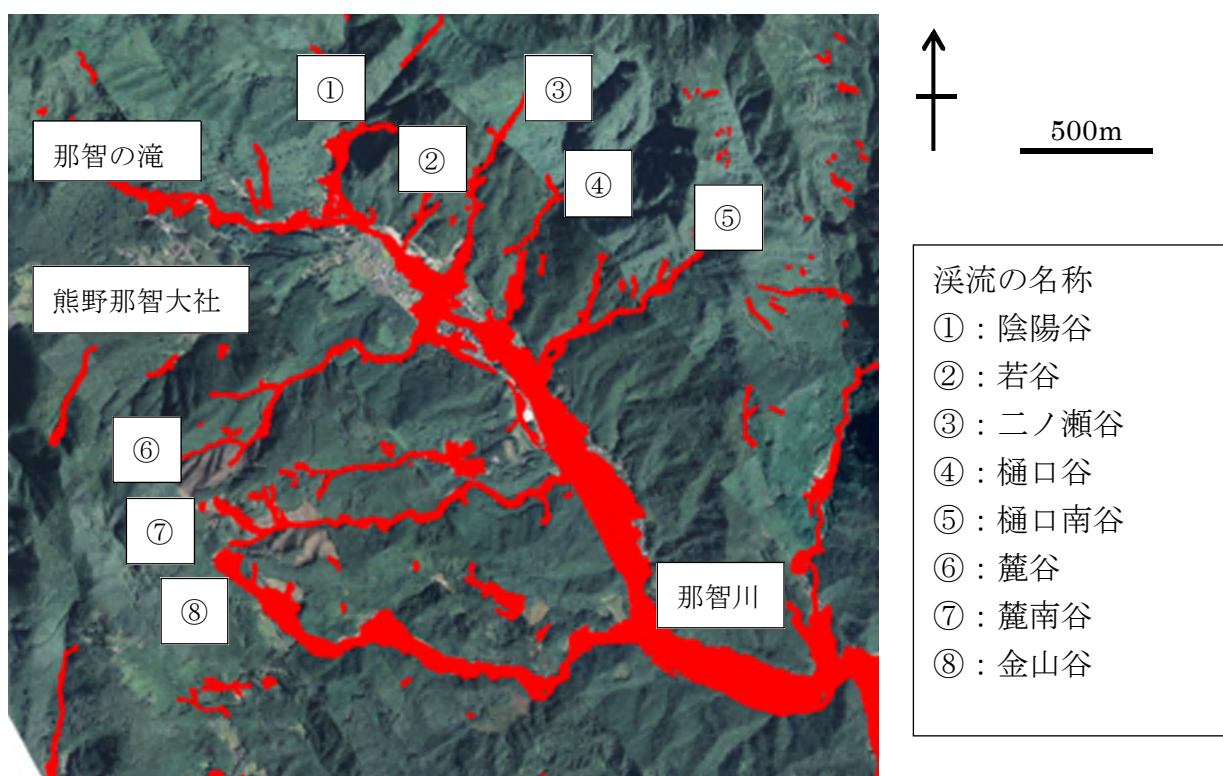 ①
②
③
④
⑤
那智の滝
熊野那智大社
⑥
⑦
⑧
那智川
500m
渓流の名称
①：陰陽谷
②：若谷
③：二ノ瀬谷
④：樋口谷
⑤：樋口南谷
⑥：麓谷
⑦：麓南谷
⑧：金山谷